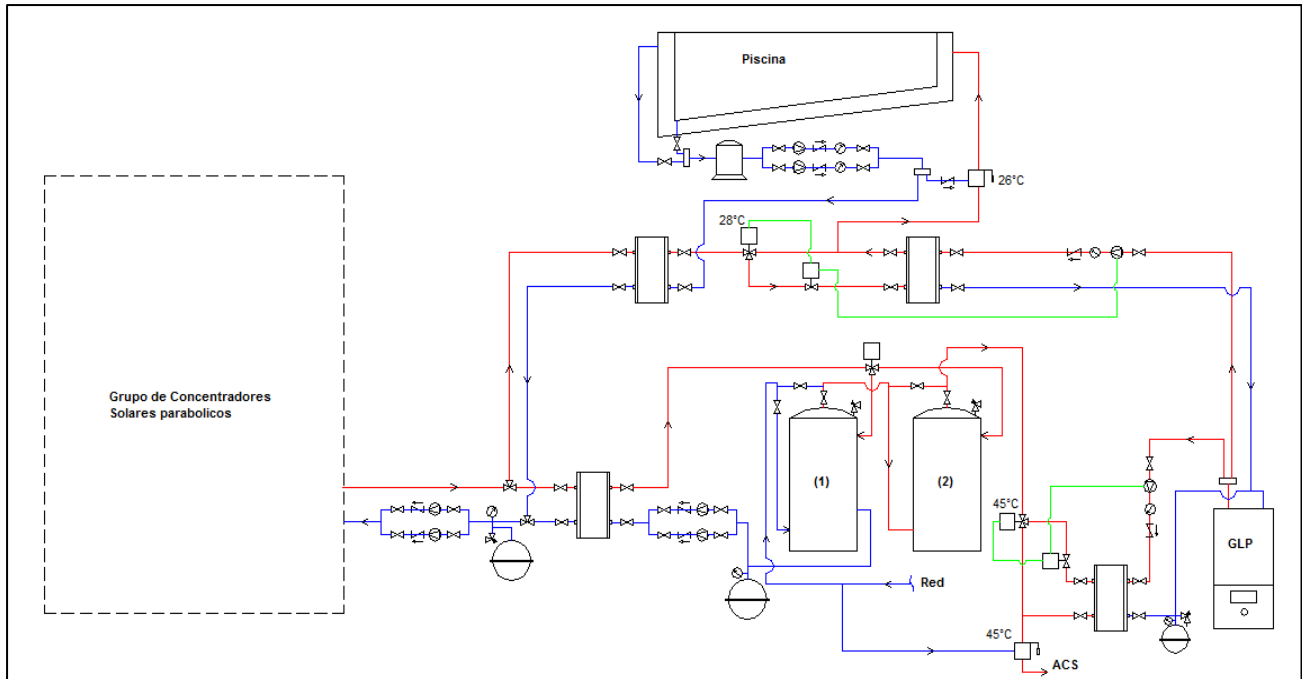 Piscina
26°C
28°C
Grupo de Concentradores
Solares parabolicos
(1)
(2)
45°C
GLP
Red
45°C
ACS